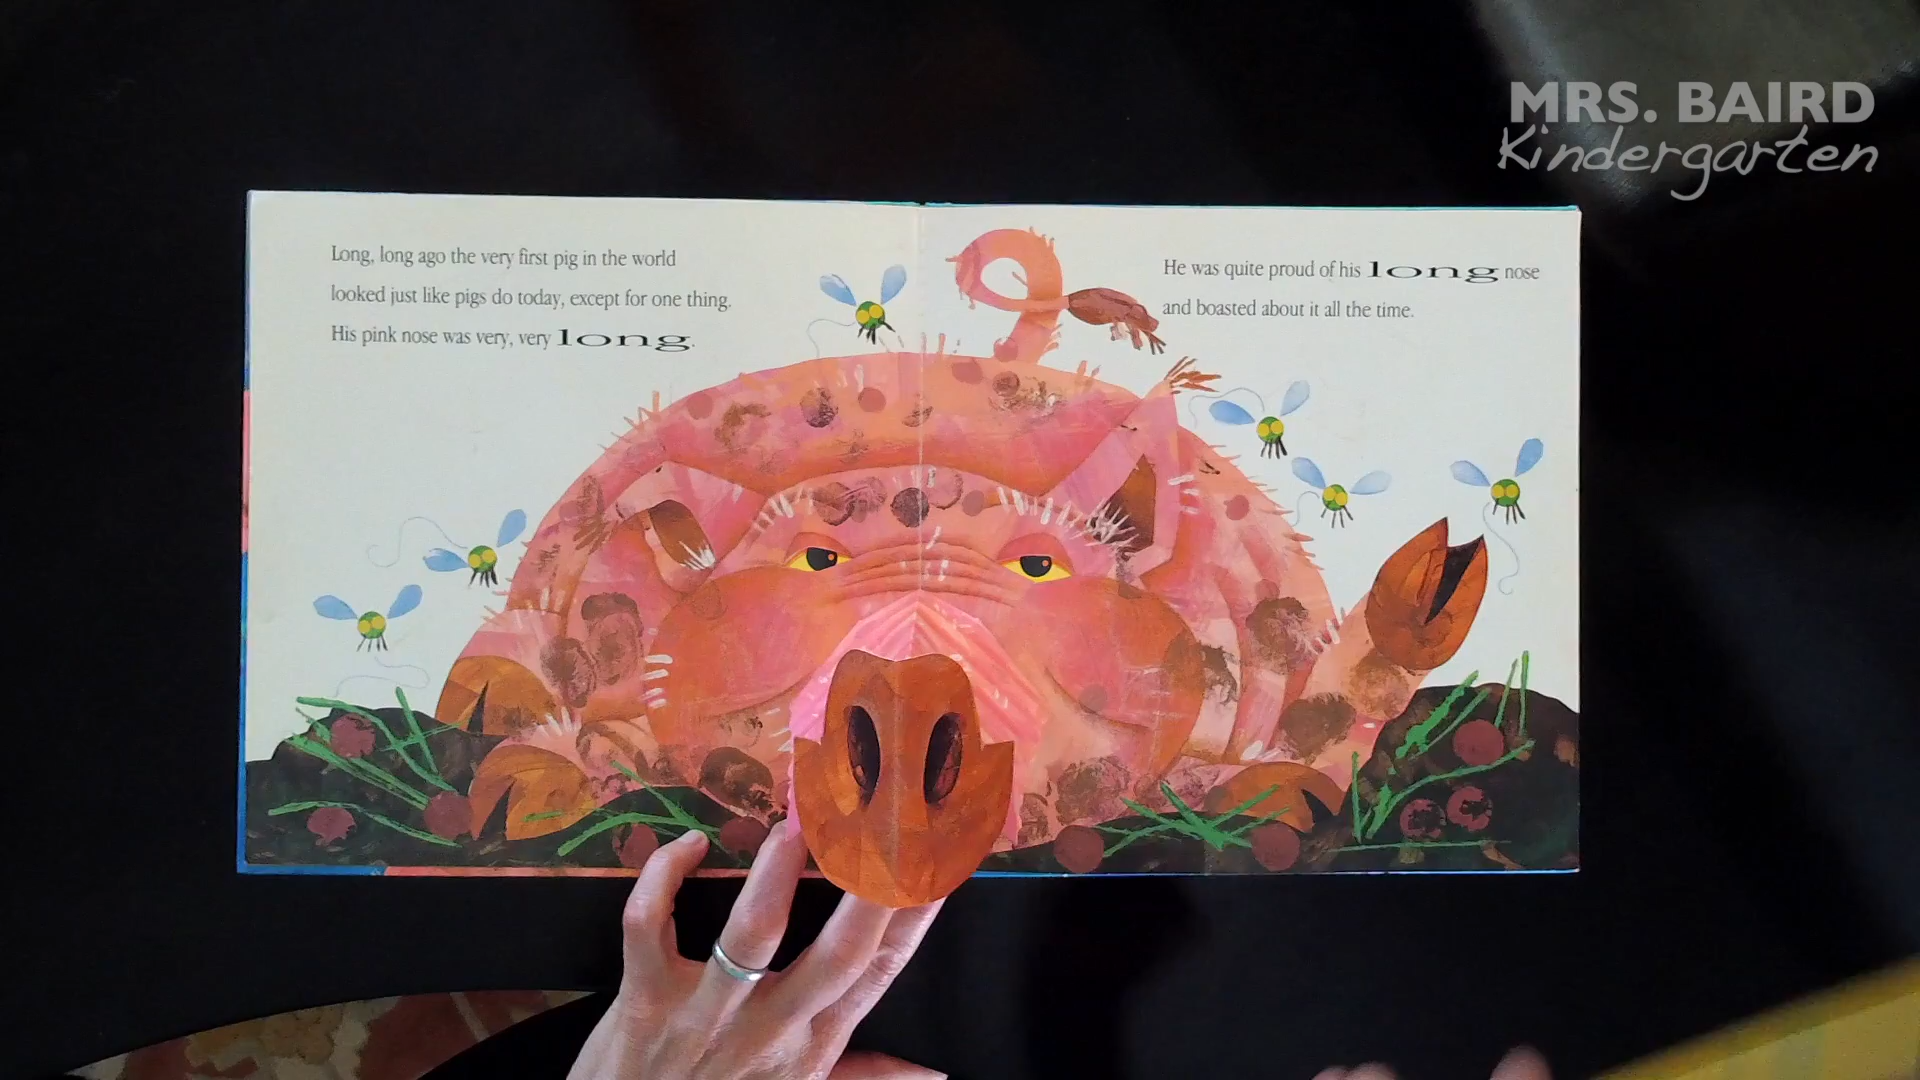 MRS. BAIRD
Kindergarten
Long, long ago the very first pig in the world
looked just like pigs do today, except for one thing.
His pink nose was very, very long.
He was quite proud of his long nose
and boasted about it all the time.